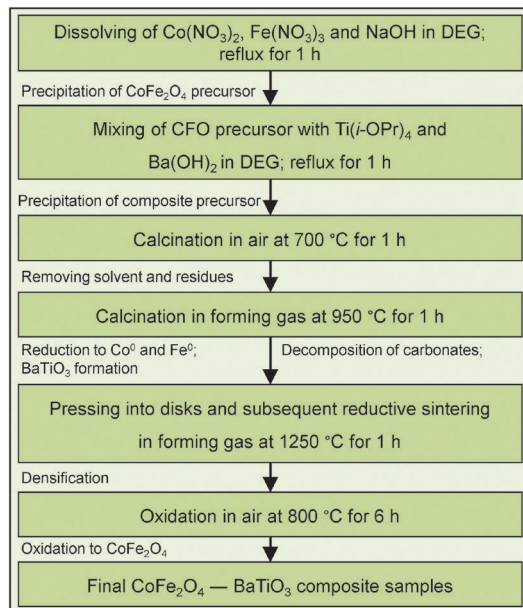 Dissolving of Co(NO₃)₂, Fe(NO₃)₃ and NaOH in DEG;
reflux for 1 h
Precipitation of CoFe₂O₄ precursor
Mixing of CFO precursor with Ti(i-OPr)₄ and
Ba(OH)₂ in DEG; reflux for 1 h
Precipitation of composite precursor
Calcination in air at 700 °C for 1 h
Removing solvent and residues
Calcination in forming gas at 950 °C for 1 h
Reduction to Co⁰ and Fe⁰;
BaTiO₃ formation
Decomposition of carbonates;
Pressing into disks and subsequent reductive sintering
in forming gas at 1250 °C for 1 h
Densification
Oxidation in air at 800 °C for 6 h
Oxidation to CoFe₂O₄
Final CoFe₂O₄ — BaTiO₃ composite samples